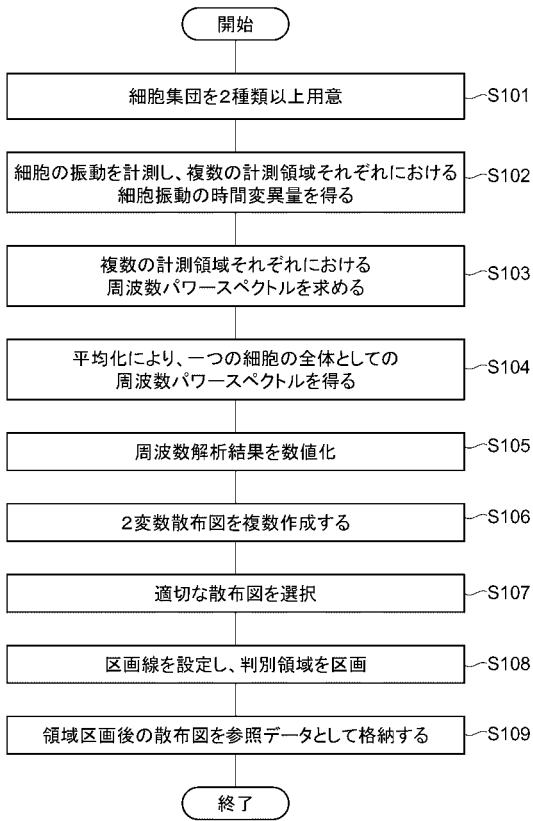 開始
細胞集団を2種類以上用意
S101
細胞の振動を計測し、複数の計測領域それぞれにおける
細胞振動の時間変異量を得る
S102
複数の計測領域それぞれにおける
周波数パワースペクトルを求める
S103
平均化により、一つの細胞の全体としての
周波数パワースペクトルを得る
S104
周波数解析結果を数値化
S105
2変数散布図を複数作成する
S106
適切な散布図を選択
S107
区画線を設定し、判別領域を区画
S108
領域区画後の散布図を参照データとして格納する
S109
終了